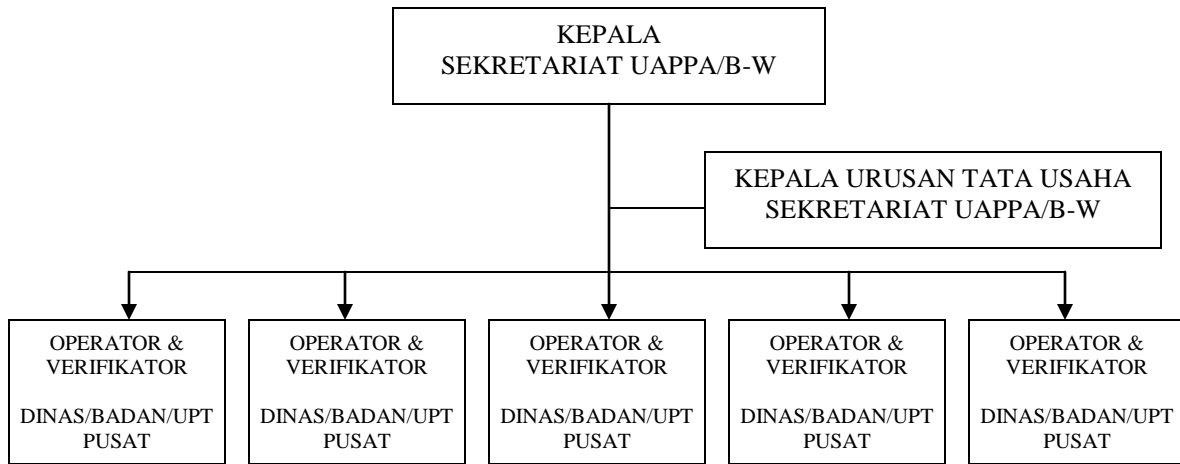 KEPALA
SEKRETARIAT UAPPA/B-W
KEPALA URUSAN TATA USAHA
SEKRETARIAT UAPPA/B-W
OPERATOR &
VERIFIKATOR
DINAS/BADAN/UPT
PUSAT
OPERATOR &
VERIFIKATOR
DINAS/BADAN/UPT
PUSAT
OPERATOR &
VERIFIKATOR
DINAS/BADAN/UPT
PUSAT
OPERATOR &
VERIFIKATOR
DINAS/BADAN/UPT
PUSAT
OPERATOR &
VERIFIKATOR
DINAS/BADAN/UPT
PUSAT